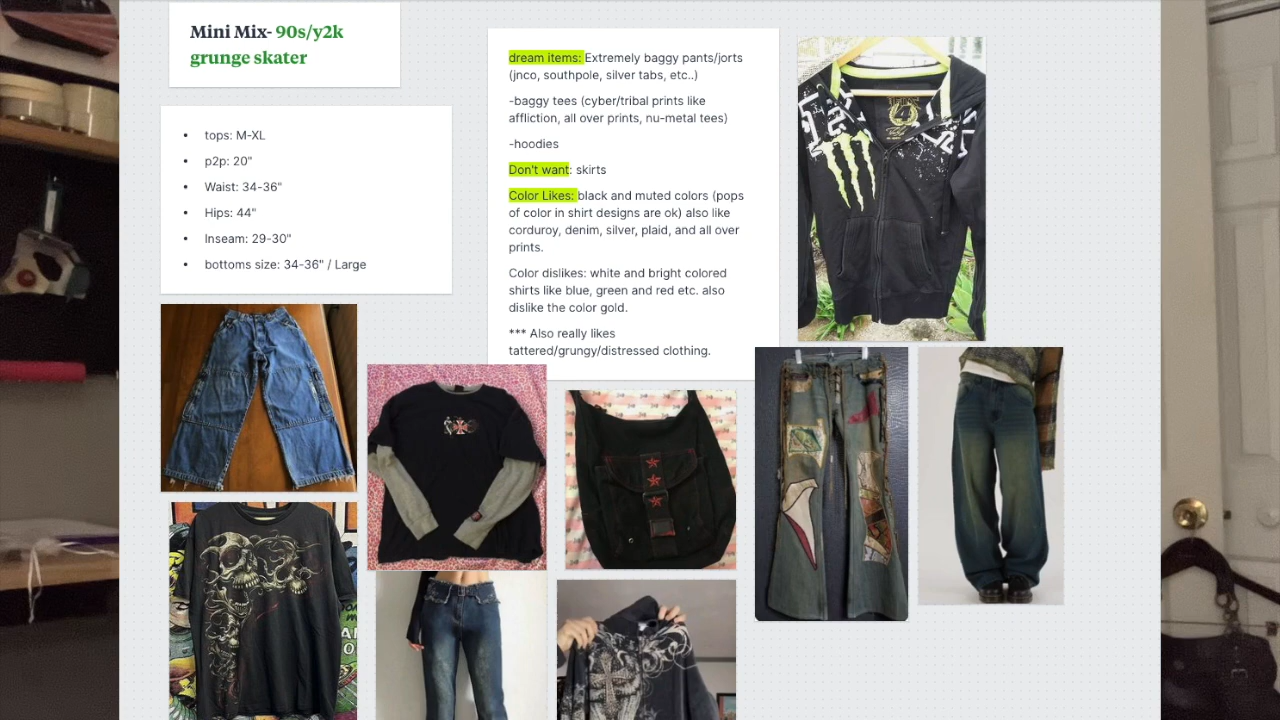 Mini Mix- 90s/y2k
grunge skater
• tops: M-XL
• p2p: 20"
• Waist: 34-36"
• Hips: 44"
• Inseam: 29-30"
• bottoms size: 34-36" / Large
dream items: Extremely baggy pants/jorts
(jnco, southpole, silver tabs, etc..)
-baggy tees (cyber/tribal prints like
affliction, all over prints, nu-metal tees)
-hoodies
Don't want: skirts
Color Likes: black and muted colors (pops
of color in shirt designs are ok) also like
corduroy, denim, silver, plaid, and all over
prints.
Color dislikes: white and bright colored
shirts like blue, green and red etc. also
dislike the color gold.
*** Also really likes
tattered/grungy/distressed clothing.